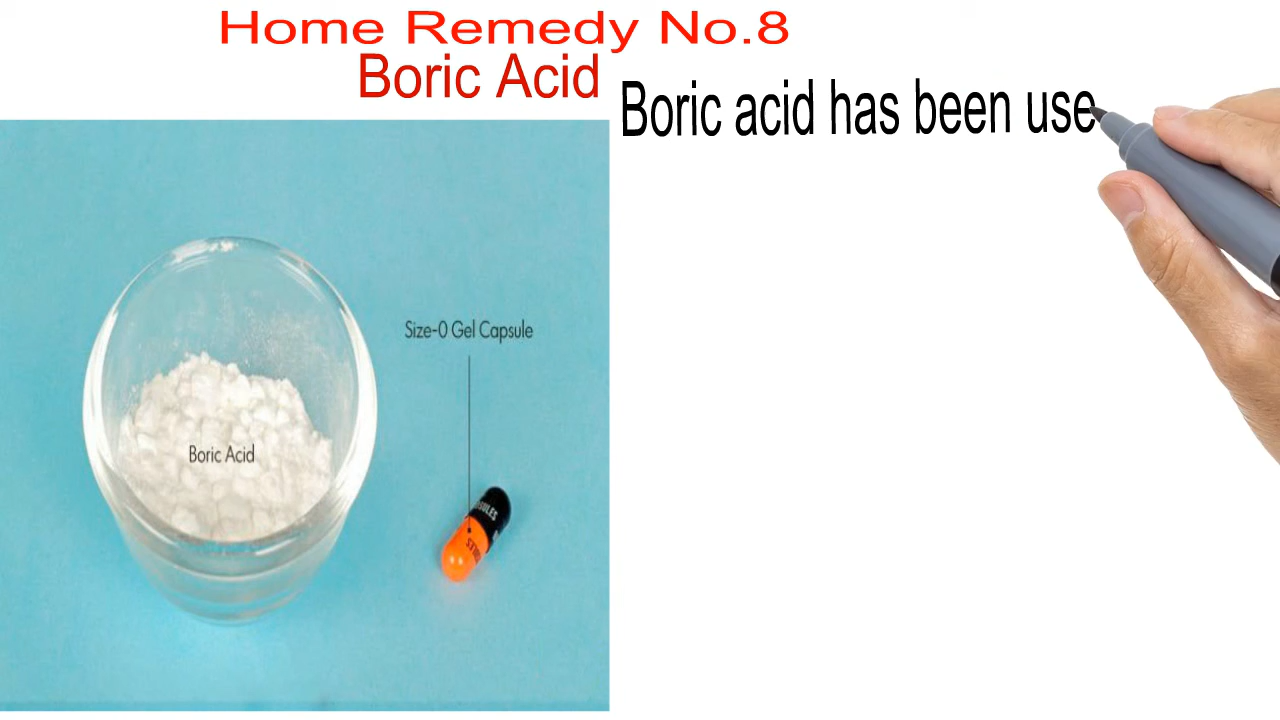 Home Remedy No.8
Boric Acid
Boric acid has been use
Size-0 Gel Capsule
Boric Acid